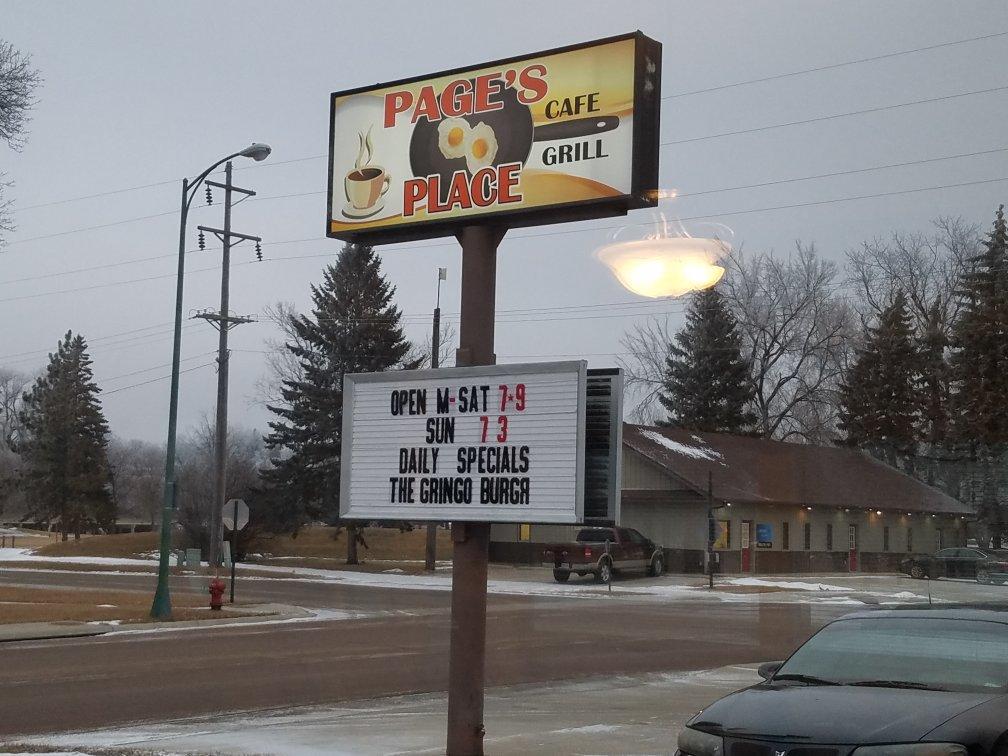 PAGE'S
CAFE
GRILL
PLACE
OPEN M-SAT 7*9
SUN 7 3
DAILY SPECIALS
THE GRINGO BURGR